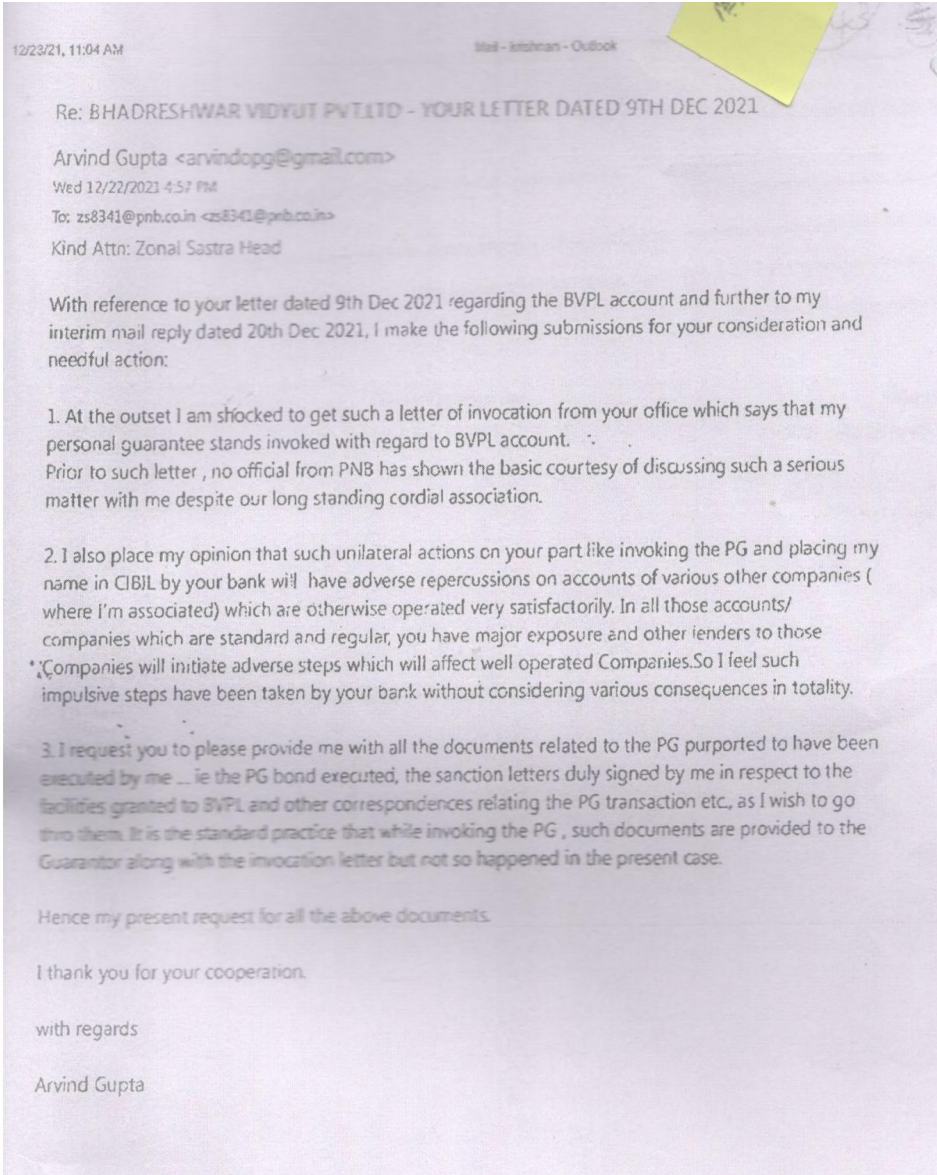 12/23/21, 11:04 AM
Mail - krishnan - Outlook
Re: BHADRESHWAR VIDYUT PVT.LTD - YOUR LETTER DATED 9TH DEC 2021
Arvind Gupta <arvindopg@gmail.com>
Wed 12/22/2021 4:57 PM
To: zs8341@pnb.co.in <zs8341@pnb.co.in>
Kind Attn: Zonal Sastra Head
With reference to your letter dated 9th Dec 2021 regarding the BVPL account and further to my
interim mail reply dated 20th Dec 2021, I make the following submissions for your consideration and
needful action:
1. At the outset I am shocked to get such a letter of invocation from your office which says that my
personal guarantee stands invoked with regard to BVPL account.
Prior to such letter , no official from PNB has shown the basic courtesy of discussing such a serious
matter with me despite our long standing cordial association.
2. I also place my opinion that such unilateral actions on your part like invoking the PG and placing my
name in CIBIL by your bank will have adverse repercussions on accounts of various other companies (
where I'm associated) which are otherwise operated very satisfactorily. In all those accounts/
companies which are standard and regular, you have major exposure and other lenders to those
Companies will initiate adverse steps which will affect well operated Companies.So I feel such
impulsive steps have been taken by your bank without considering various consequences in totality.
3. I request you to please provide me with all the documents related to the PG purported to have been
executed by me ... ie the PG bond executed, the sanction letters duly signed by me in respect to the
facilities granted to BVPL and other correspondences relating the PG transaction etc., as I wish to go
thro them. It is the standard practice that while invoking the PG , such documents are provided to the
Guarantor along with the invocation letter but not so happened in the present case.
Hence my present request for all the above documents.
I thank you for your cooperation.
with regards
Arvind Gupta